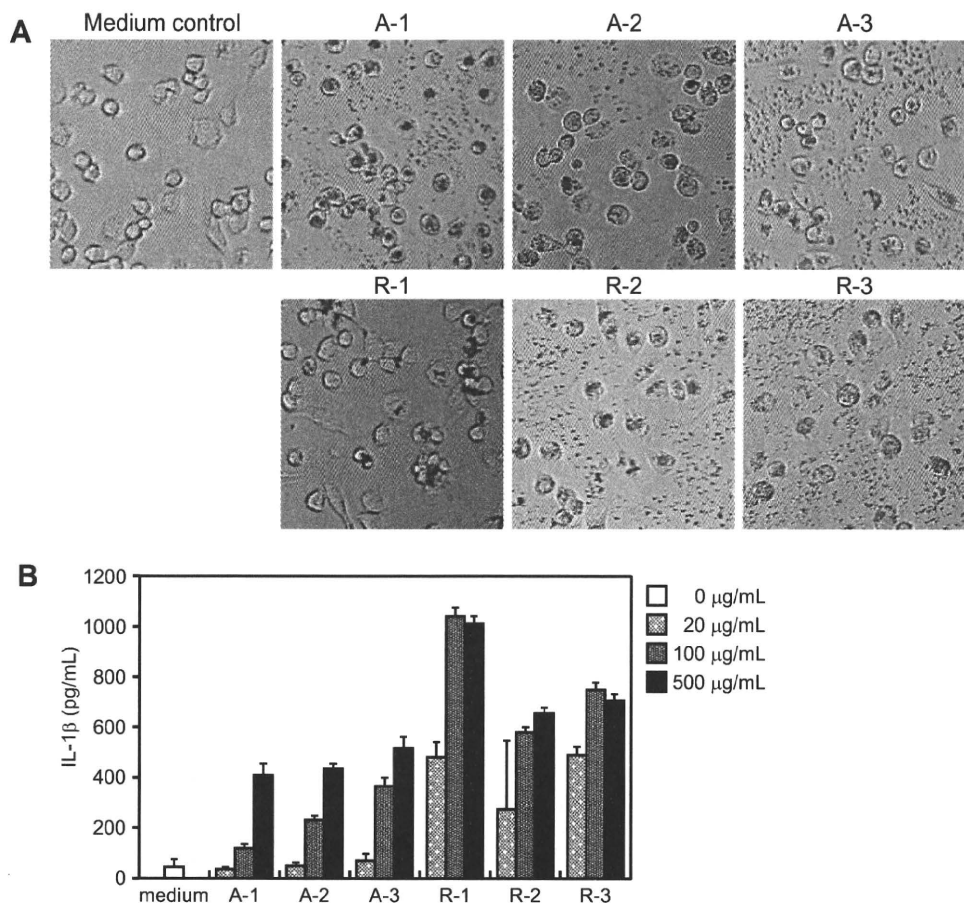 A
Medium control A-1 A-2 A-3
R-1 R-2 R-3
B
1200
1000
800
600
400
200
0
IL-1β (pg/mL)
medium A-1 A-2 A-3 R-1 R-2 R-3
0 μg/mL
20 μg/mL
100 μg/mL
500 μg/mL